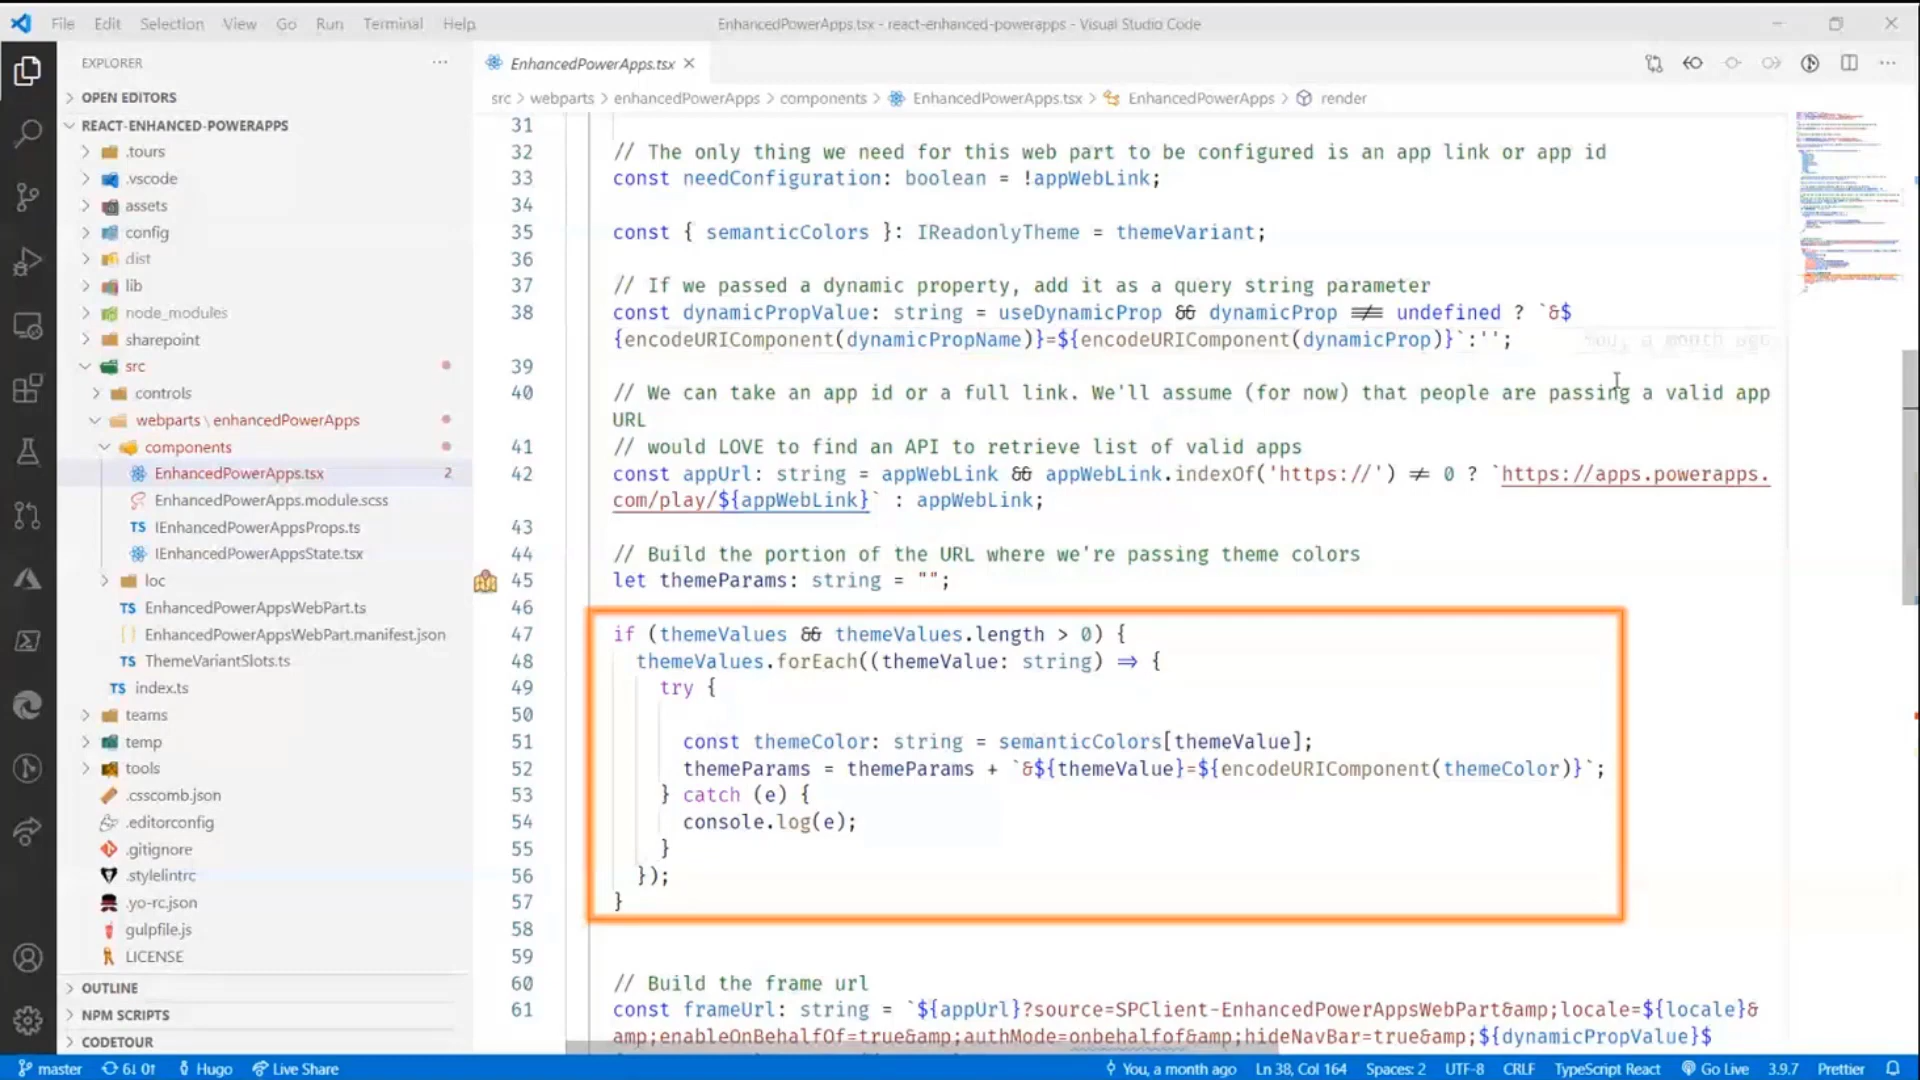 File Edit Selection View Go Run Terminal Help
EnhancedPowerApps.tsx - react-enhanced-powerapps - Visual Studio Code
EXPLORER
OPEN EDITORS
REACT-ENHANCED-POWERAPPS
.tours
.vscode
assets
config
dist
lib
node_modules
sharepoint
src
controls
webparts \ enhancedPowerApps
components
EnhancedPowerApps.tsx 2
EnhancedPowerApps.module.scss
TS IEnhancedPowerAppsProps.ts
IEnhancedPowerAppsState.tsx
loc
TS EnhancedPowerAppsWebPart.ts
{} EnhancedPowerAppsWebPart.manifest.json
TS ThemeVariantSlots.ts
TS index.ts
teams
temp
tools
.csscomb.json
.editorconfig
.gitignore
.stylelintrc
.yo-rc.json
gulpfile.js
LICENSE
OUTLINE
NPM SCRIPTS
CODETOUR
EnhancedPowerApps.tsx
src > webparts > enhancedPowerApps > components > EnhancedPowerApps.tsx > EnhancedPowerApps > render
31
32 // The only thing we need for this web part to be configured is an app link or app id
33 const needConfiguration: boolean = !appWebLink;
34
35 const { semanticColors }: IReadonlyTheme = themeVariant;
36
37 // If we passed a dynamic property, add it as a query string parameter
38 const dynamicPropValue: string = useDynamicProp && dynamicProp !== undefined ? `&$
{encodeURIComponent(dynamicPropName)}=${encodeURIComponent(dynamicProp)}`:''; You, a month ago
39
40 // We can take an app id or a full link. We'll assume (for now) that people are passing a valid app
URL
41 // would LOVE to find an API to retrieve list of valid apps
42 const appUrl: string = appWebLink && appWebLink.indexOf('https://') != 0 ? `https://apps.powerapps.
com/play/${appWebLink}` : appWebLink;
43
44 // Build the portion of the URL where we're passing theme colors
45 let themeParams: string = "";
46
47 if (themeValues && themeValues.length > 0) {
48 themeValues.forEach((themeValue: string) => {
49 try {
50
51 const themeColor: string = semanticColors[themeValue];
52 themeParams = themeParams + `&${themeValue}=${encodeURIComponent(themeColor)}`;
53 } catch (e) {
54 console.log(e);
55 }
56 });
57 }
58
59
60 // Build the frame url
61 const frameUrl: string = `${appUrl}?source=SPClient-EnhancedPowerAppsWebPart&amp;locale=${locale}&
amp;enableOnBehalfOf=true&amp;authMode=onbehalfof&amp;hideNavBar=true&amp;${dynamicPropValue}$
master 6↓ 0↑ Hugo Live Share You, a month ago Ln 38, Col 164 Spaces: 2 UTF-8 CRLF TypeScript React Go Live 3.9.7 Prettier